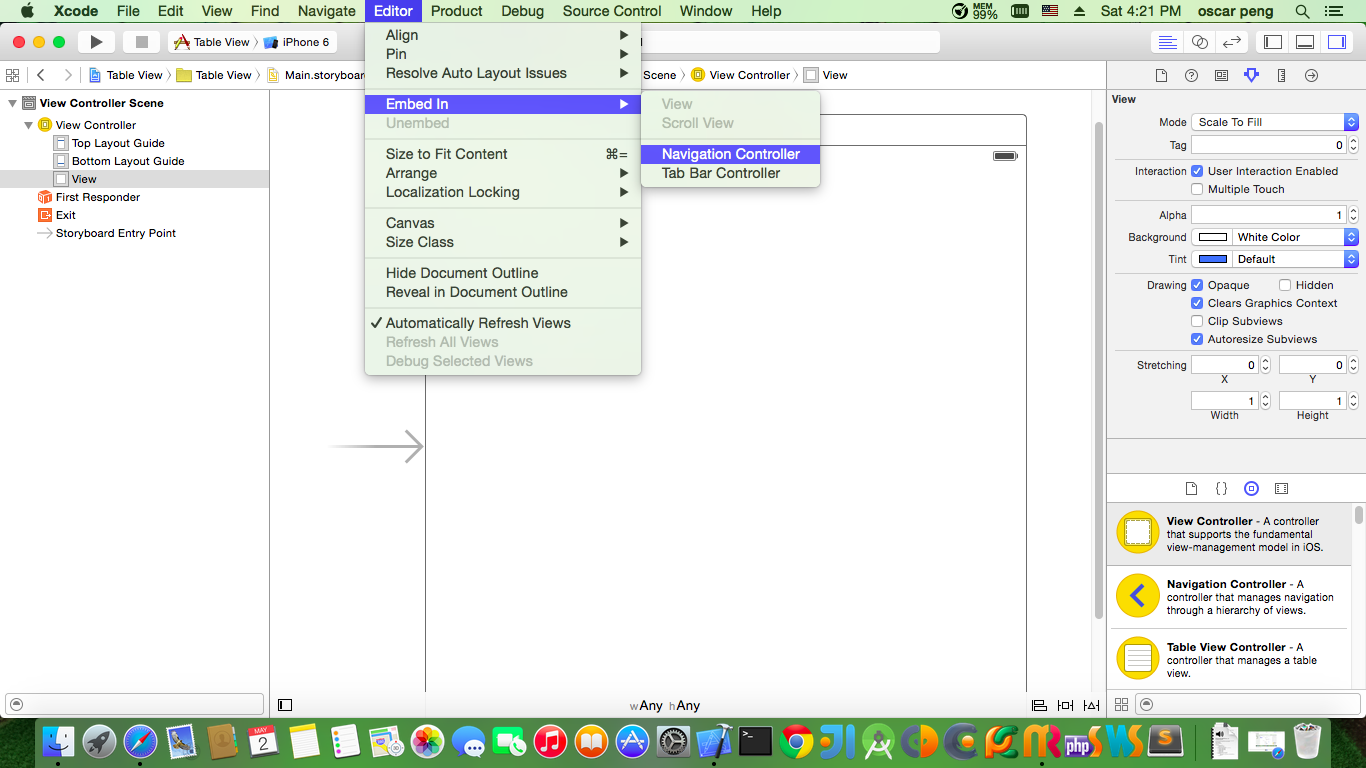 Xcode File Edit View Find Navigate Editor Product Debug Source Control Window Help MEM 99% Sat 4:21 PM oscar peng
Table View iPhone 6
Table View Table View Main.storyboar Scene View Controller View
View Controller Scene
View Controller
Top Layout Guide
Bottom Layout Guide
View
First Responder
Exit
Storyboard Entry Point
Align
Pin
Resolve Auto Layout Issues
Embed In
Unembed
Size to Fit Content ⌘=
Arrange
Localization Locking
Canvas
Size Class
Hide Document Outline
Reveal in Document Outline
✓ Automatically Refresh Views
Refresh All Views
Debug Selected Views
View
Scroll View
Navigation Controller
Tab Bar Controller
wAny hAny
View
Mode Scale To Fill
Tag 0
Interaction User Interaction Enabled
Multiple Touch
Alpha 1
Background White Color
Tint Default
Drawing Opaque Hidden
Clears Graphics Context
Clip Subviews
Autoresize Subviews
Stretching 0 0
X Y
1 1
Width Height
{}
View Controller - A controller
that supports the fundamental
view-management model in iOS.
Navigation Controller - A
controller that manages navigation
through a hierarchy of views.
Table View Controller - A
controller that manages a table
view.
MAY
2
php
S